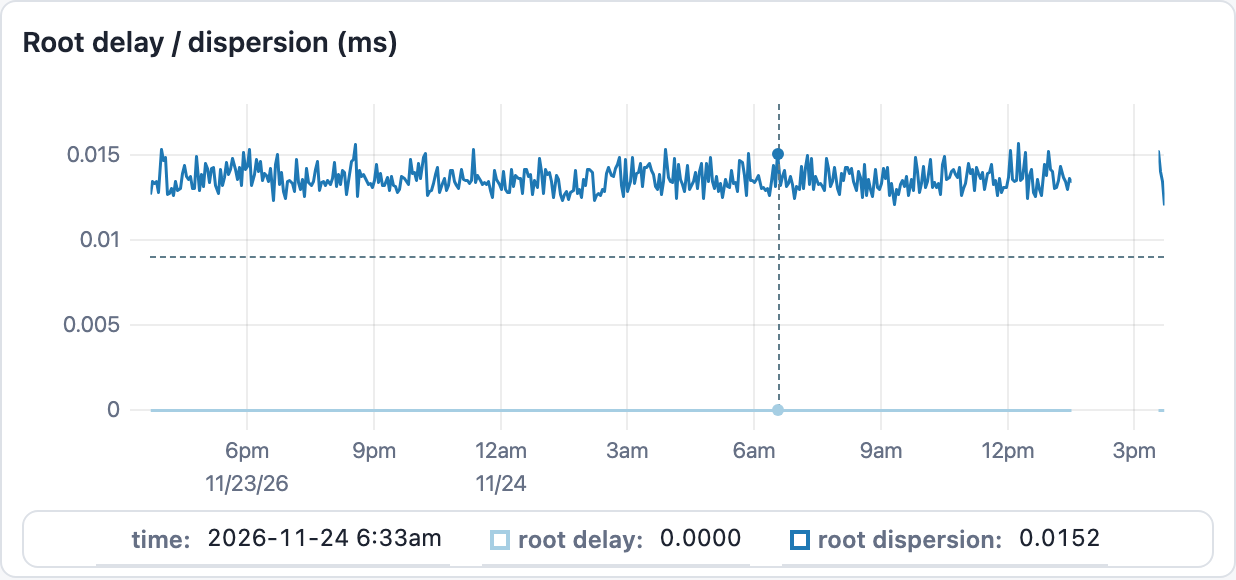 Root delay / dispersion (ms)
0.015
0.01
0.005
0
6pm 9pm 12am 3am 6am 9am 12pm 3pm
11/23/26 11/24
time: 2026-11-24 6:33am root delay: 0.0000 root dispersion: 0.0152